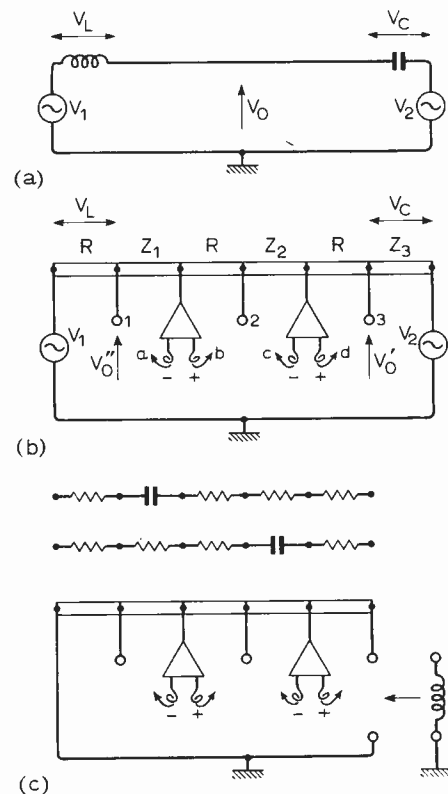 V_L V_C
V_1 V_O V_2
(a)
V_L V_C
R Z_1 R Z_2 R Z_3
1 2 3
V_1 V_O'' a b c d V_O' V_2
- + - +
(b)
- + - +
(c)